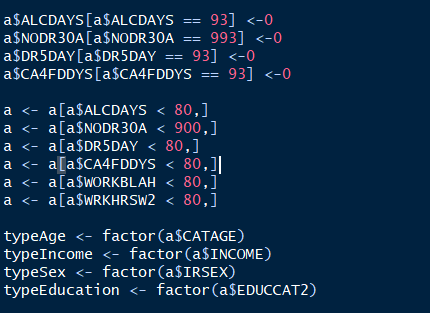 a$ALCDAYS[a$ALCDAYS == 93] <-0
a$NODR30A[a$NODR30A == 993] <-0
a$DR5DAY[a$DR5DAY == 93] <-0
a$CA4FDDYS[a$CA4FDDYS == 93] <-0
a <- a[a$ALCDAYS < 80,]
a <- a[a$NODR30A < 900,]
a <- a[a$DR5DAY < 80,]
a <- a[a$CA4FDDYS < 80,]
a <- a[a$WORKBLAH < 80,]
a <- a[a$WRKHRSW2 < 80,]
typeAge <- factor(a$CATAGE)
typeIncome <- factor(a$INCOME)
typeSex <- factor(a$IRSEX)
typeEducation <- factor(a$EDUCCAT2)